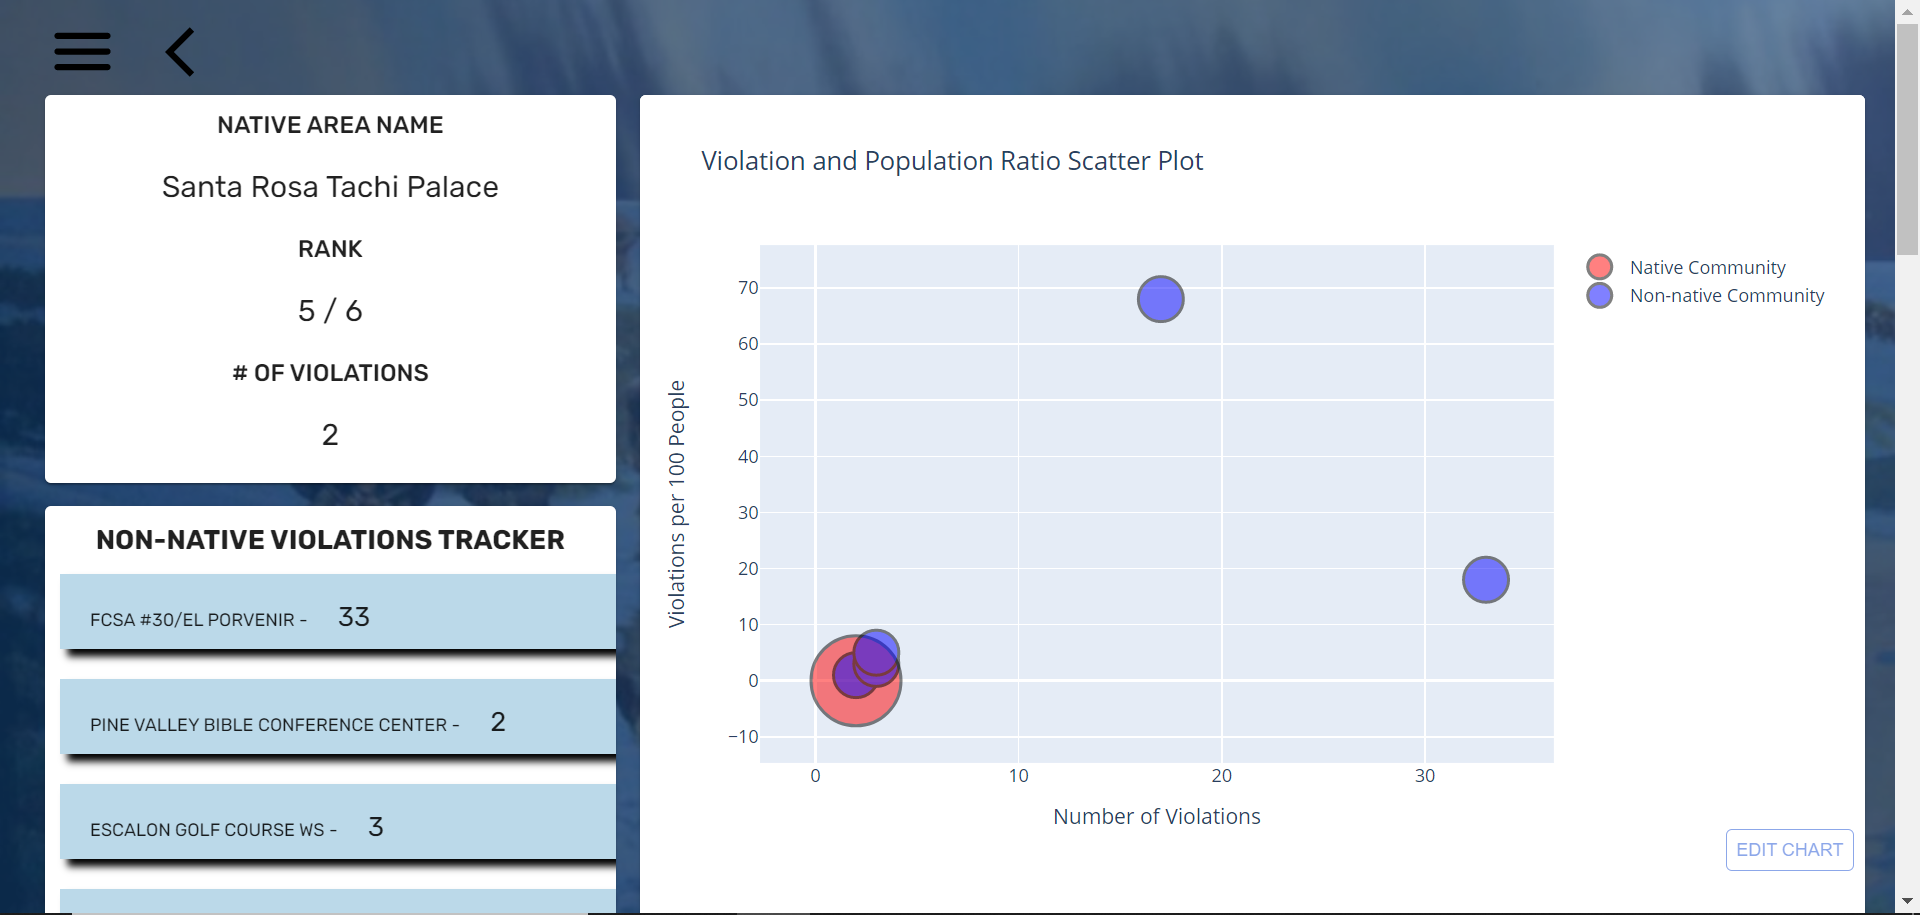 NATIVE AREA NAME
Santa Rosa Tachi Palace
RANK
5 / 6
# OF VIOLATIONS
2
NON-NATIVE VIOLATIONS TRACKER
FCSA #30/EL PORVENIR - 33
PINE VALLEY BIBLE CONFERENCE CENTER - 2
ESCALON GOLF COURSE WS - 3
Violation and Population Ratio Scatter Plot
Violations per 100 People
70
60
50
40
30
20
10
0
−10
0 10 20 30
Number of Violations
Native Community
Non-native Community
EDIT CHART